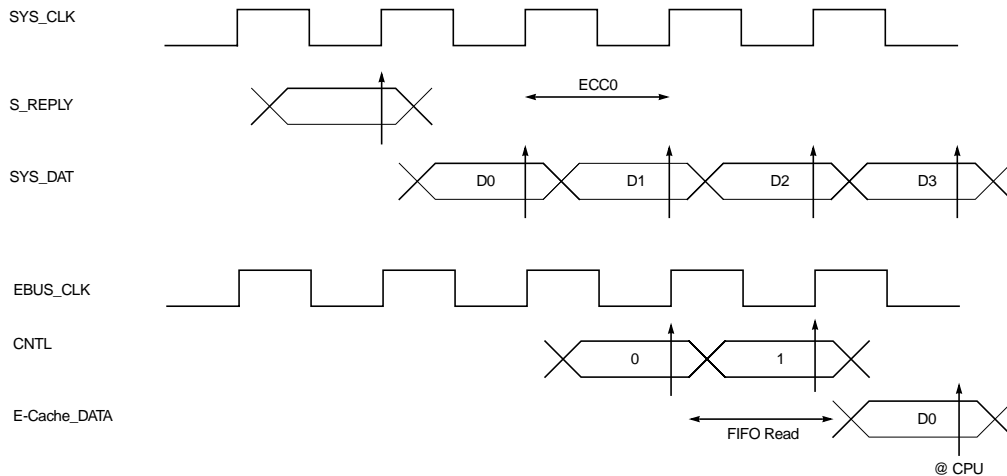 SYS_CLK
S_REPLY
ECC0
SYS_DAT
D0
D1
D2
D3
EBUS_CLK
CNTL
0
1
E-Cache_DATA
FIFO Read
D0
@ CPU